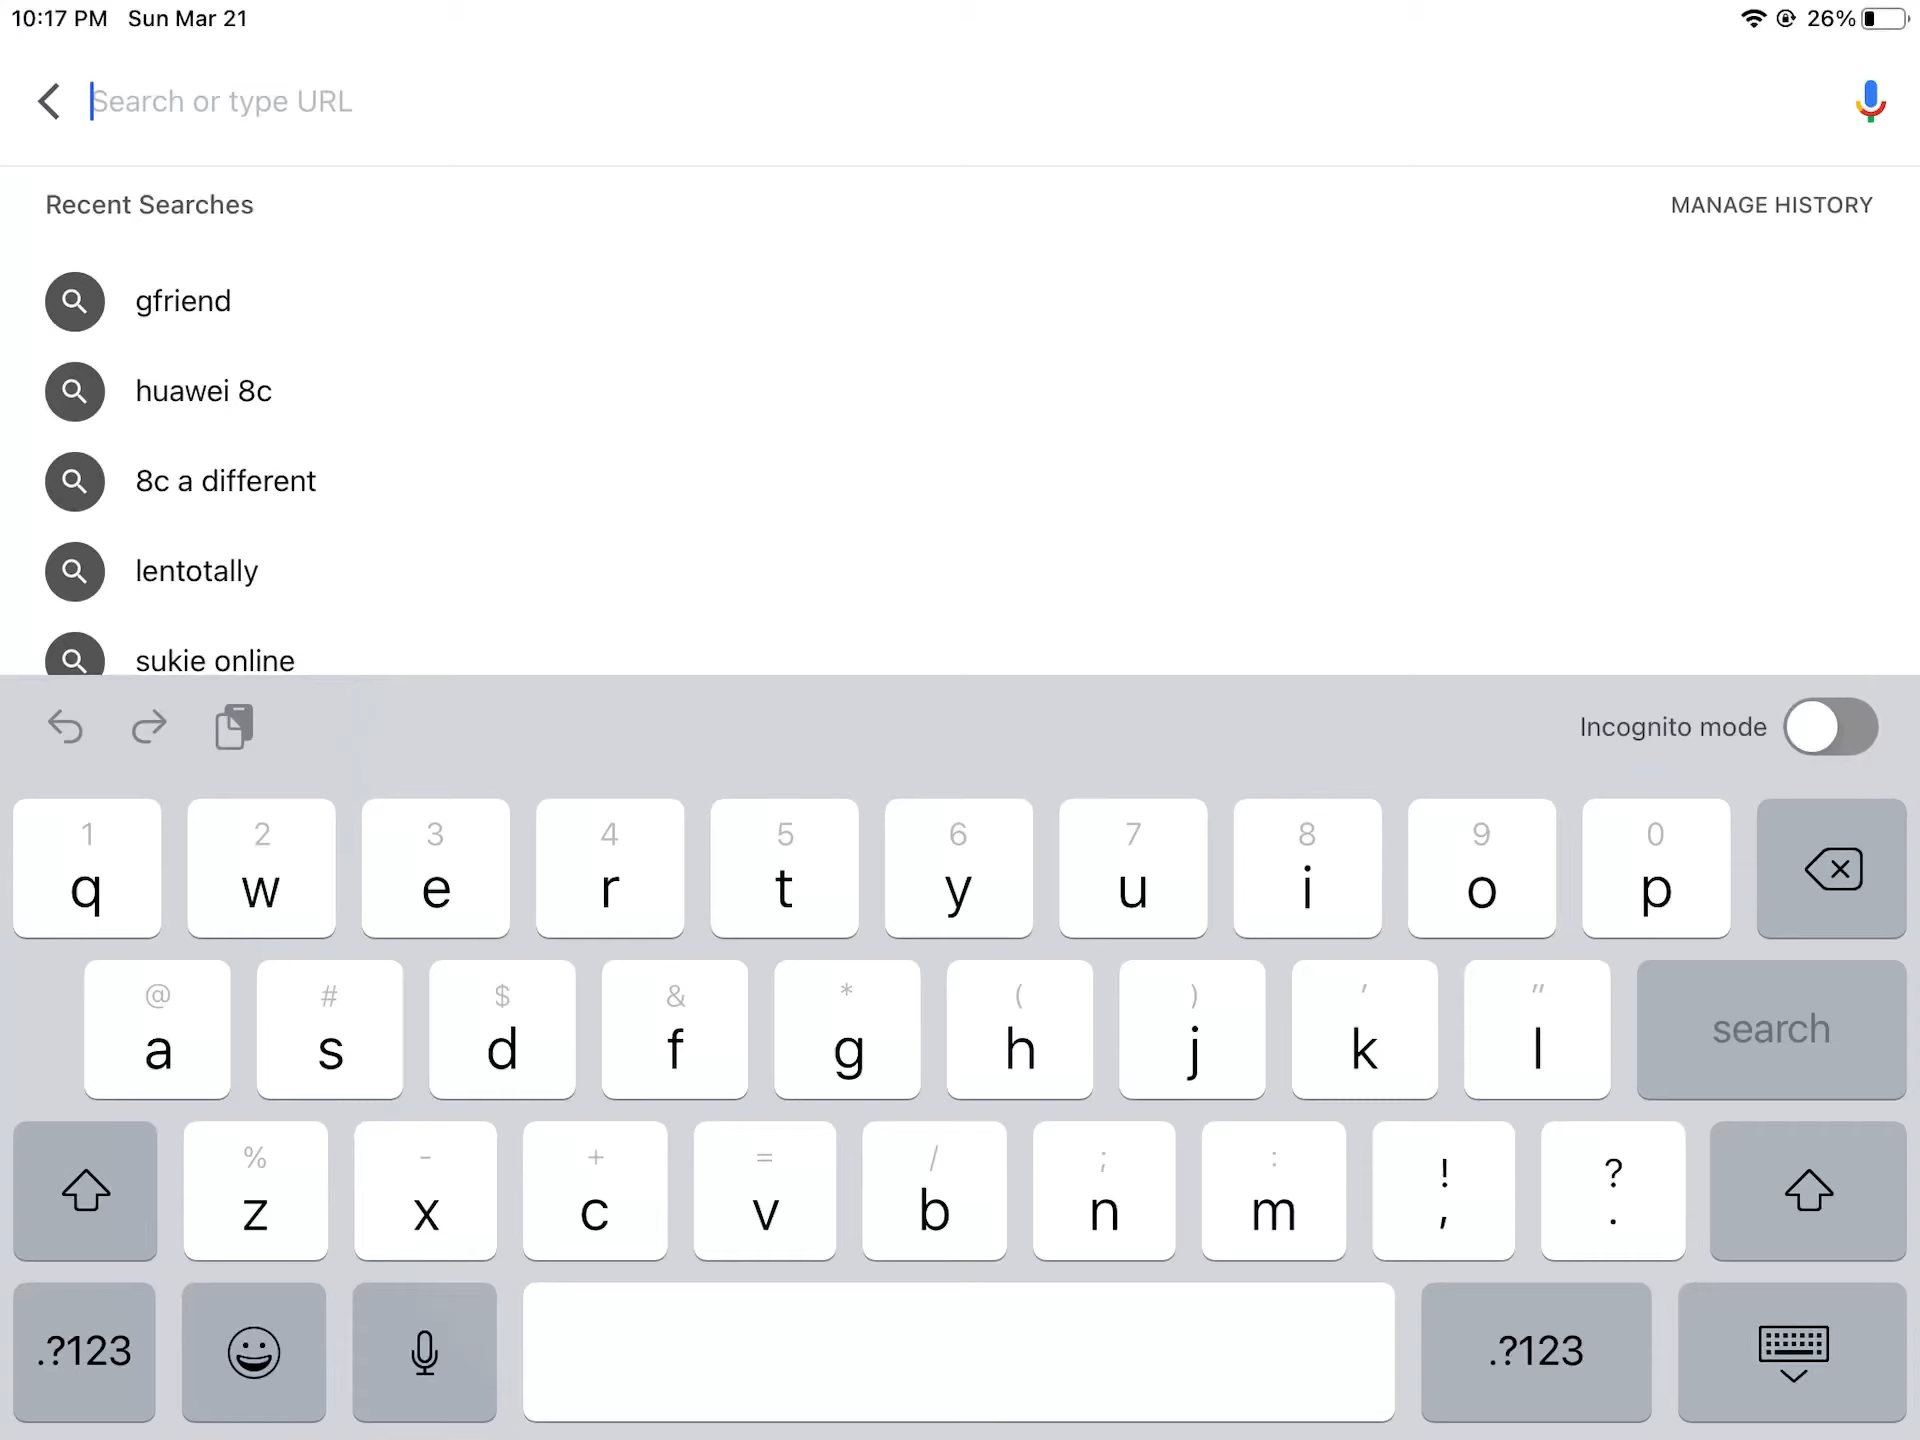 10:17 PM Sun Mar 21 26%
Search or type URL
Recent Searches MANAGE HISTORY
gfriend
huawei 8c
8c a different
lentotally
sukie online
Incognito mode
1 2 3 4 5 6 7 8 9 0
q w e r t y u i o p
@ # $ & * ( ) ' "
a s d f g h j k l search
% - + = / ; : ! ?
z x c v b n m , .
.?123 .?123